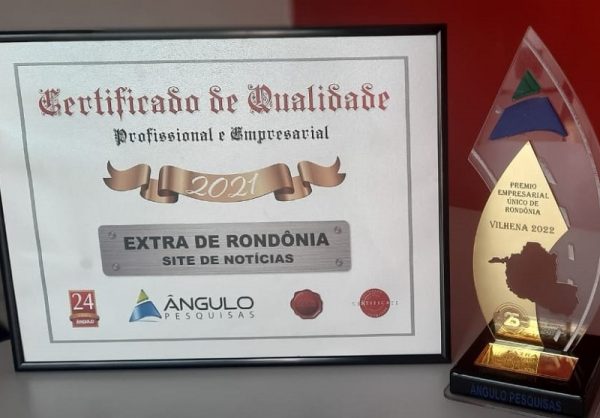 Certificado de Qualidade
Profissional e Empresarial
2021
EXTRA DE RONDÔNIA
SITE DE NOTÍCIAS
24
ÂNGULO
ÂNGULO
PESQUISAS
PREMIO
EMPRESARIAL
ÚNICO DE
RONDÔNIA
VILHENA 2022
25
ANGULO PESQUISAS